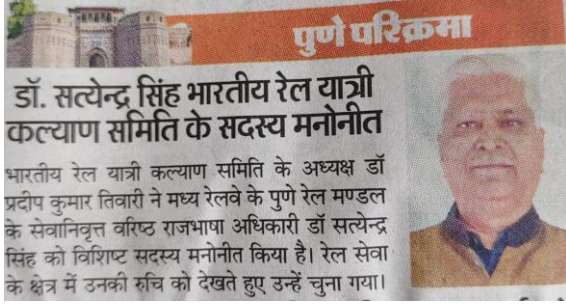 पुणे परिक्रमा
डॉ. सत्येन्द्र सिंह भारतीय रेल यात्री
कल्याण समिति के सदस्य मनोनीत
भारतीय रेल यात्री कल्याण समिति के अध्यक्ष डॉ
प्रदीप कुमार तिवारी ने मध्य रेलवे के पुणे रेल मण्डल
के सेवानिवृत्त वरिष्ठ राजभाषा अधिकारी डॉ सत्येन्द्र
सिंह को विशिष्ट सदस्य मनोनीत किया है। रेल सेवा
के क्षेत्र में उनकी रुचि को देखते हुए उन्हें चुना गया।